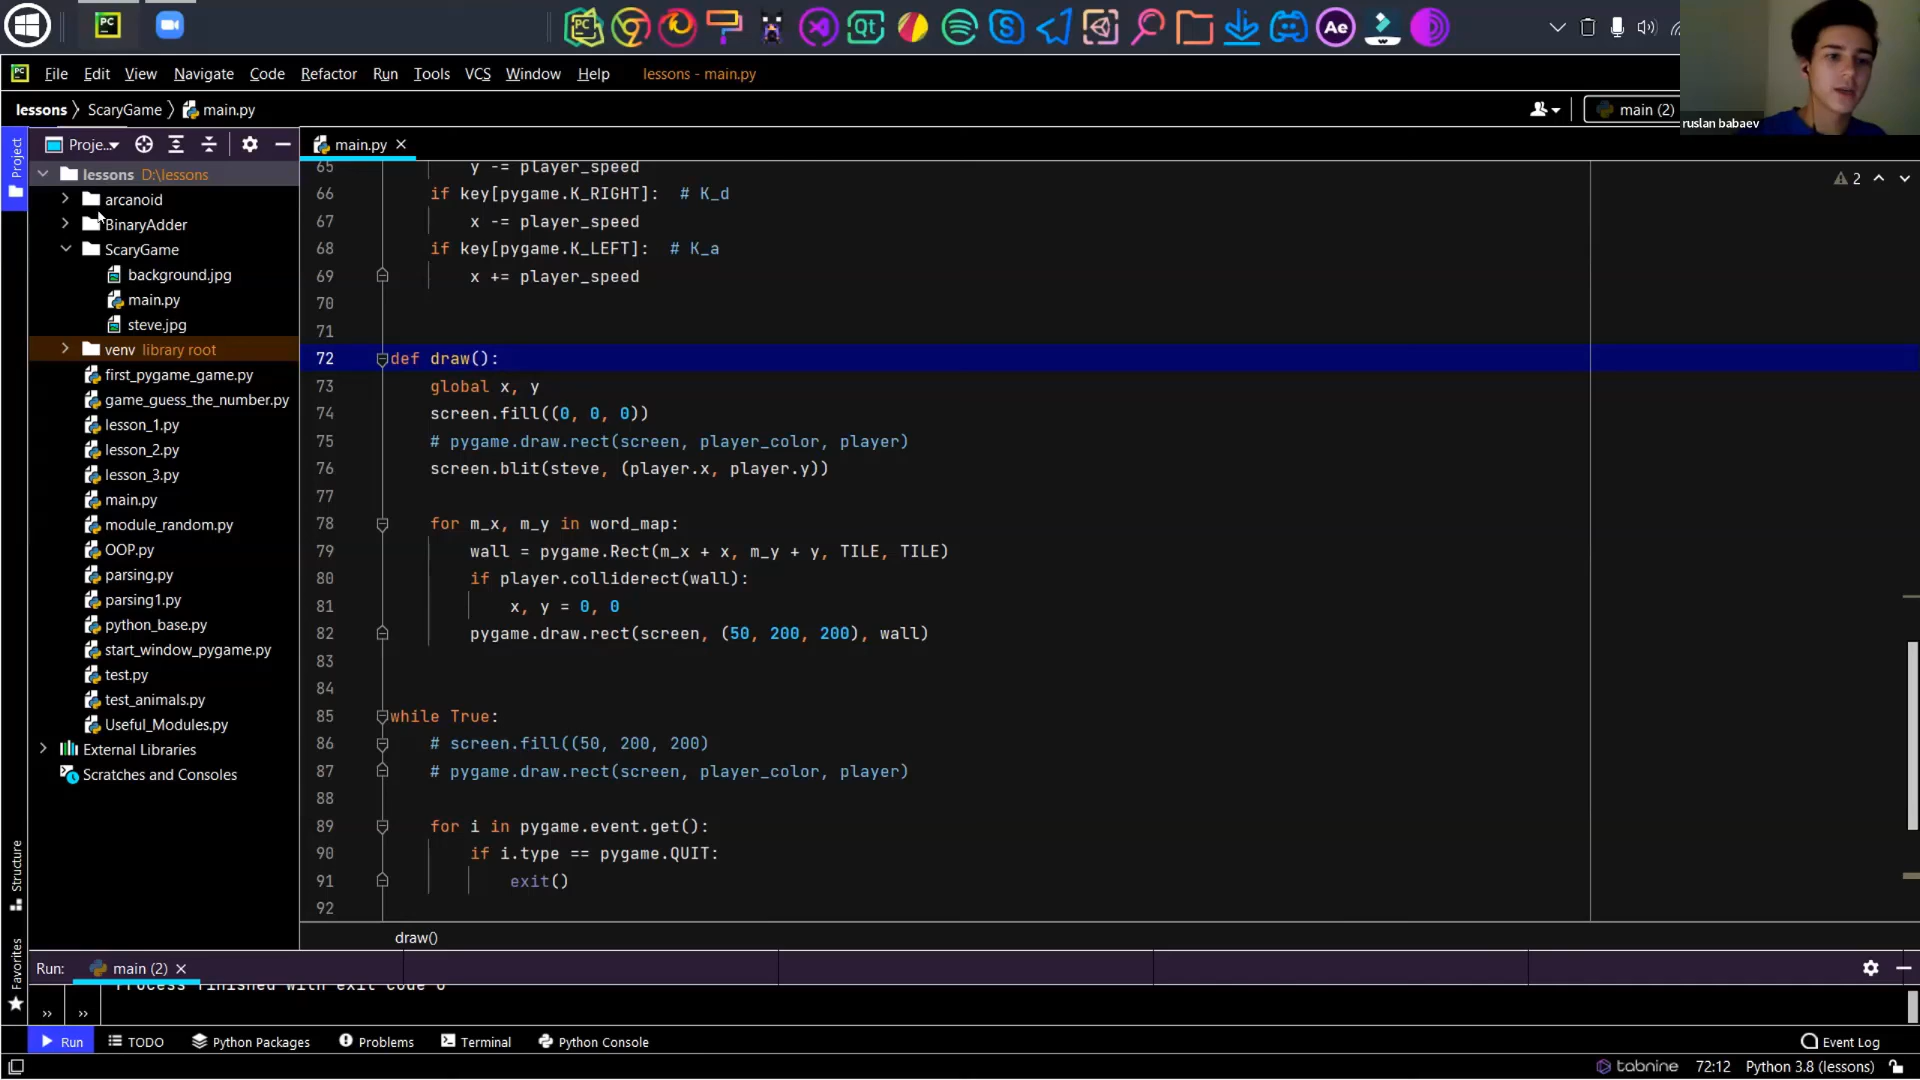 PC
Qt
Ae
PC File Edit View Navigate Code Refactor Run Tools VCS Window Help lessons - main.py
lessons 〉 ScaryGame 〉 main.py
main (2)
ruslan babaev
Project
Proje...
main.py
lessons D:\lessons
arcanoid
BinaryAdder
ScaryGame
background.jpg
main.py
steve.jpg
venv library root
first_pygame_game.py
game_guess_the_number.py
lesson_1.py
lesson_2.py
lesson_3.py
main.py
module_random.py
OOP.py
parsing.py
parsing1.py
python_base.py
start_window_pygame.py
test.py
test_animals.py
Useful_Modules.py
External Libraries
Scratches and Consoles
2
65 y -= player_speed
66 if key[pygame.K_RIGHT]: # K_d
67 x -= player_speed
68 if key[pygame.K_LEFT]: # K_a
69 x += player_speed
70
71
72 def draw():
73 global x, y
74 screen.fill((0, 0, 0))
75 # pygame.draw.rect(screen, player_color, player)
76 screen.blit(steve, (player.x, player.y))
77
78 for m_x, m_y in word_map:
79 wall = pygame.Rect(m_x + x, m_y + y, TILE, TILE)
80 if player.colliderect(wall):
81 x, y = 0, 0
82 pygame.draw.rect(screen, (50, 200, 200), wall)
83
84
85 while True:
86 # screen.fill((50, 200, 200)
87 # pygame.draw.rect(screen, player_color, player)
88
89 for i in pygame.event.get():
90 if i.type == pygame.QUIT:
91 exit()
92
draw()
Structure
Favorites
Run: main (2)
Process finished with exit code 0
Run TODO Python Packages Problems Terminal Python Console Event Log
tabnine 72:12 Python 3.8 (lessons)